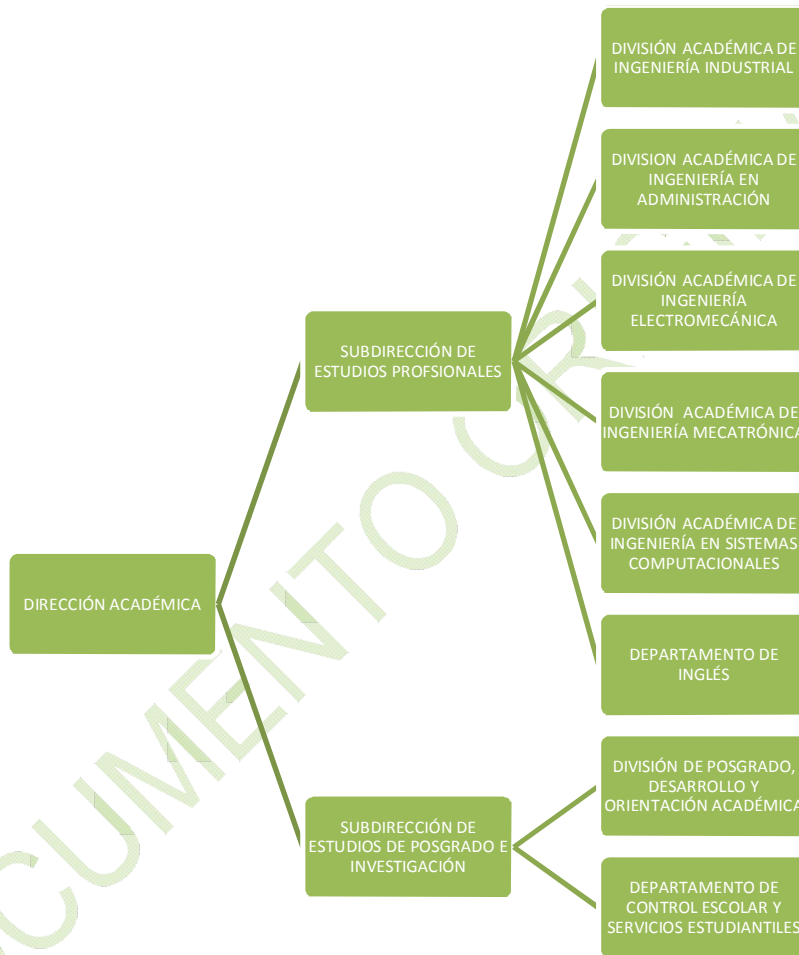 DIVISIÓN ACADÉMICA DE
INGENIERÍA INDUSTRIAL
DIVISION ACADÉMICA DE
INGENIERÍA EN
ADMINISTRACIÓN
DIVISIÓN ACADÉMICA DE
INGENIERÍA
ELECTROMECÁNICA
SUBDIRECCIÓN DE
ESTUDIOS PROFSIONALES
DIVISIÓN ACADÉMICA DE
INGENIERÍA MECATRÓNICA
DIVISIÓN ACADÉMICA DE
INGENIERÍA EN SISTEMAS
COMPUTACIONALES
DIRECCIÓN ACADÉMICA
DEPARTAMENTO DE
INGLÉS
DIVISIÓN DE POSGRADO,
DESARROLLO Y
ORIENTACIÓN ACADÉMICA
SUBDIRECCIÓN DE
ESTUDIOS DE POSGRADO E
INVESTIGACIÓN
DEPARTAMENTO DE
CONTROL ESCOLAR Y
SERVICIOS ESTUDIANTILES